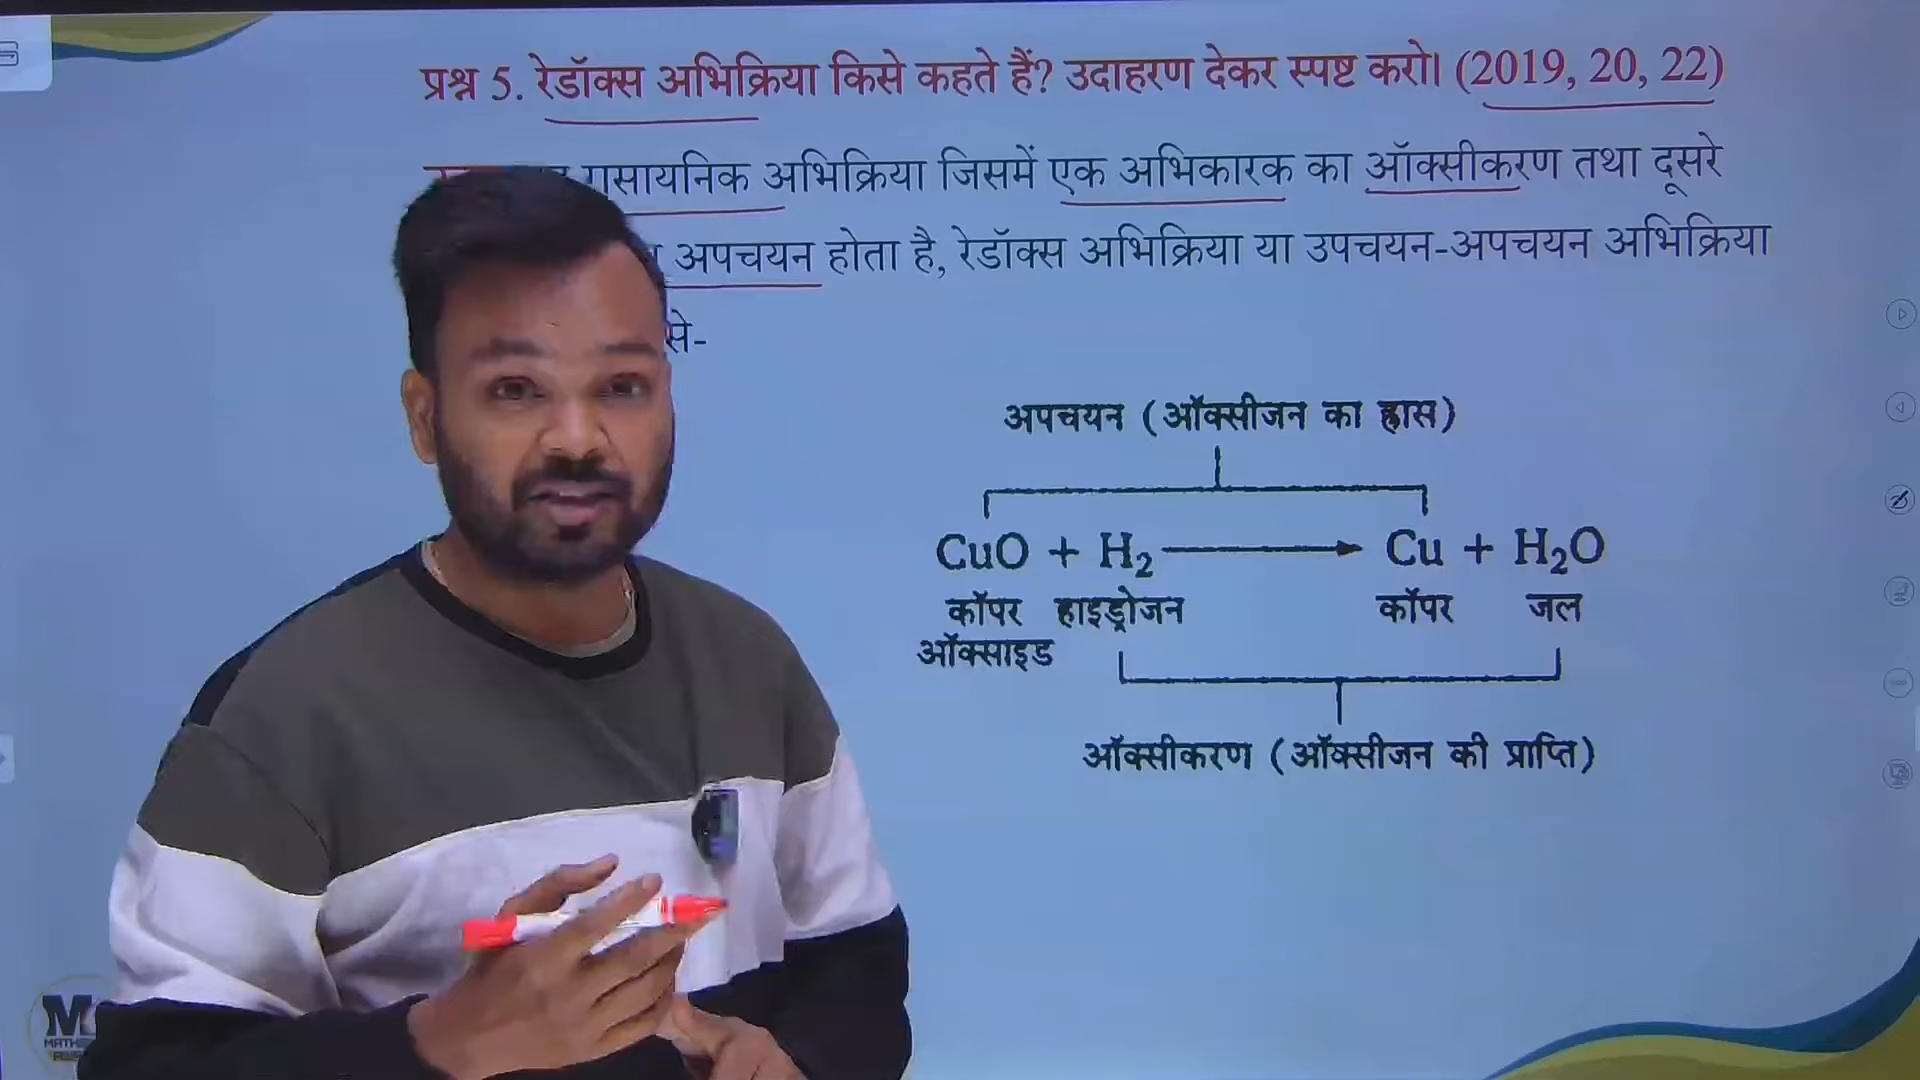 प्रश्न 5. रेडॉक्स अभिक्रिया किसे कहते हैं? उदाहरण देकर स्पष्ट करो। (2019, 20, 22)
अभिक्रिया जिसमें एक अभिकारक का ऑक्सीकरण तथा दूसरे
अपचयन होता है, रेडॉक्स अभिक्रिया या उपचयन-अपचयन अभिक्रिया
अपचयन (ऑक्सीजन का ह्रास)
CuO + H₂ → Cu + H₂O
कॉपर हाइड्रोजन कॉपर जल
ऑक्साइड
ऑक्सीकरण (ऑक्सीजन की प्राप्ति)
M